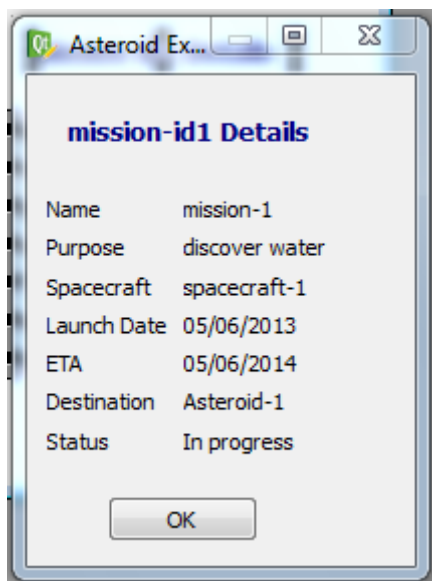 Qt Asteroid Ex...
mission-id1 Details
Name mission-1
Purpose discover water
Spacecraft spacecraft-1
Launch Date 05/06/2013
ETA 05/06/2014
Destination Asteroid-1
Status In progress
OK